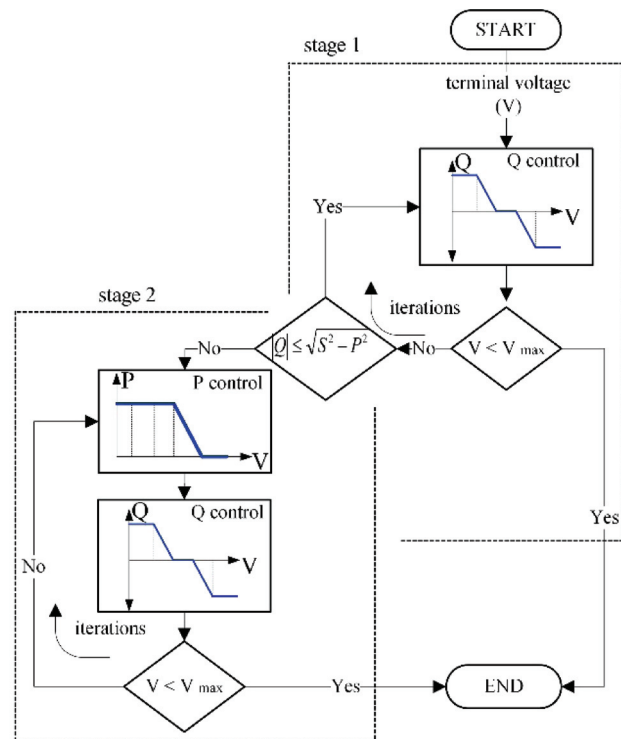 START
stage 1
terminal voltage
(V)
Q control
Q
V
Yes
iterations
stage 2
|Q| ≤ √S² − P²
No
V < V max
No
P control
P
V
Q control
Q
V
Yes
No
iterations
V < V max
Yes
END